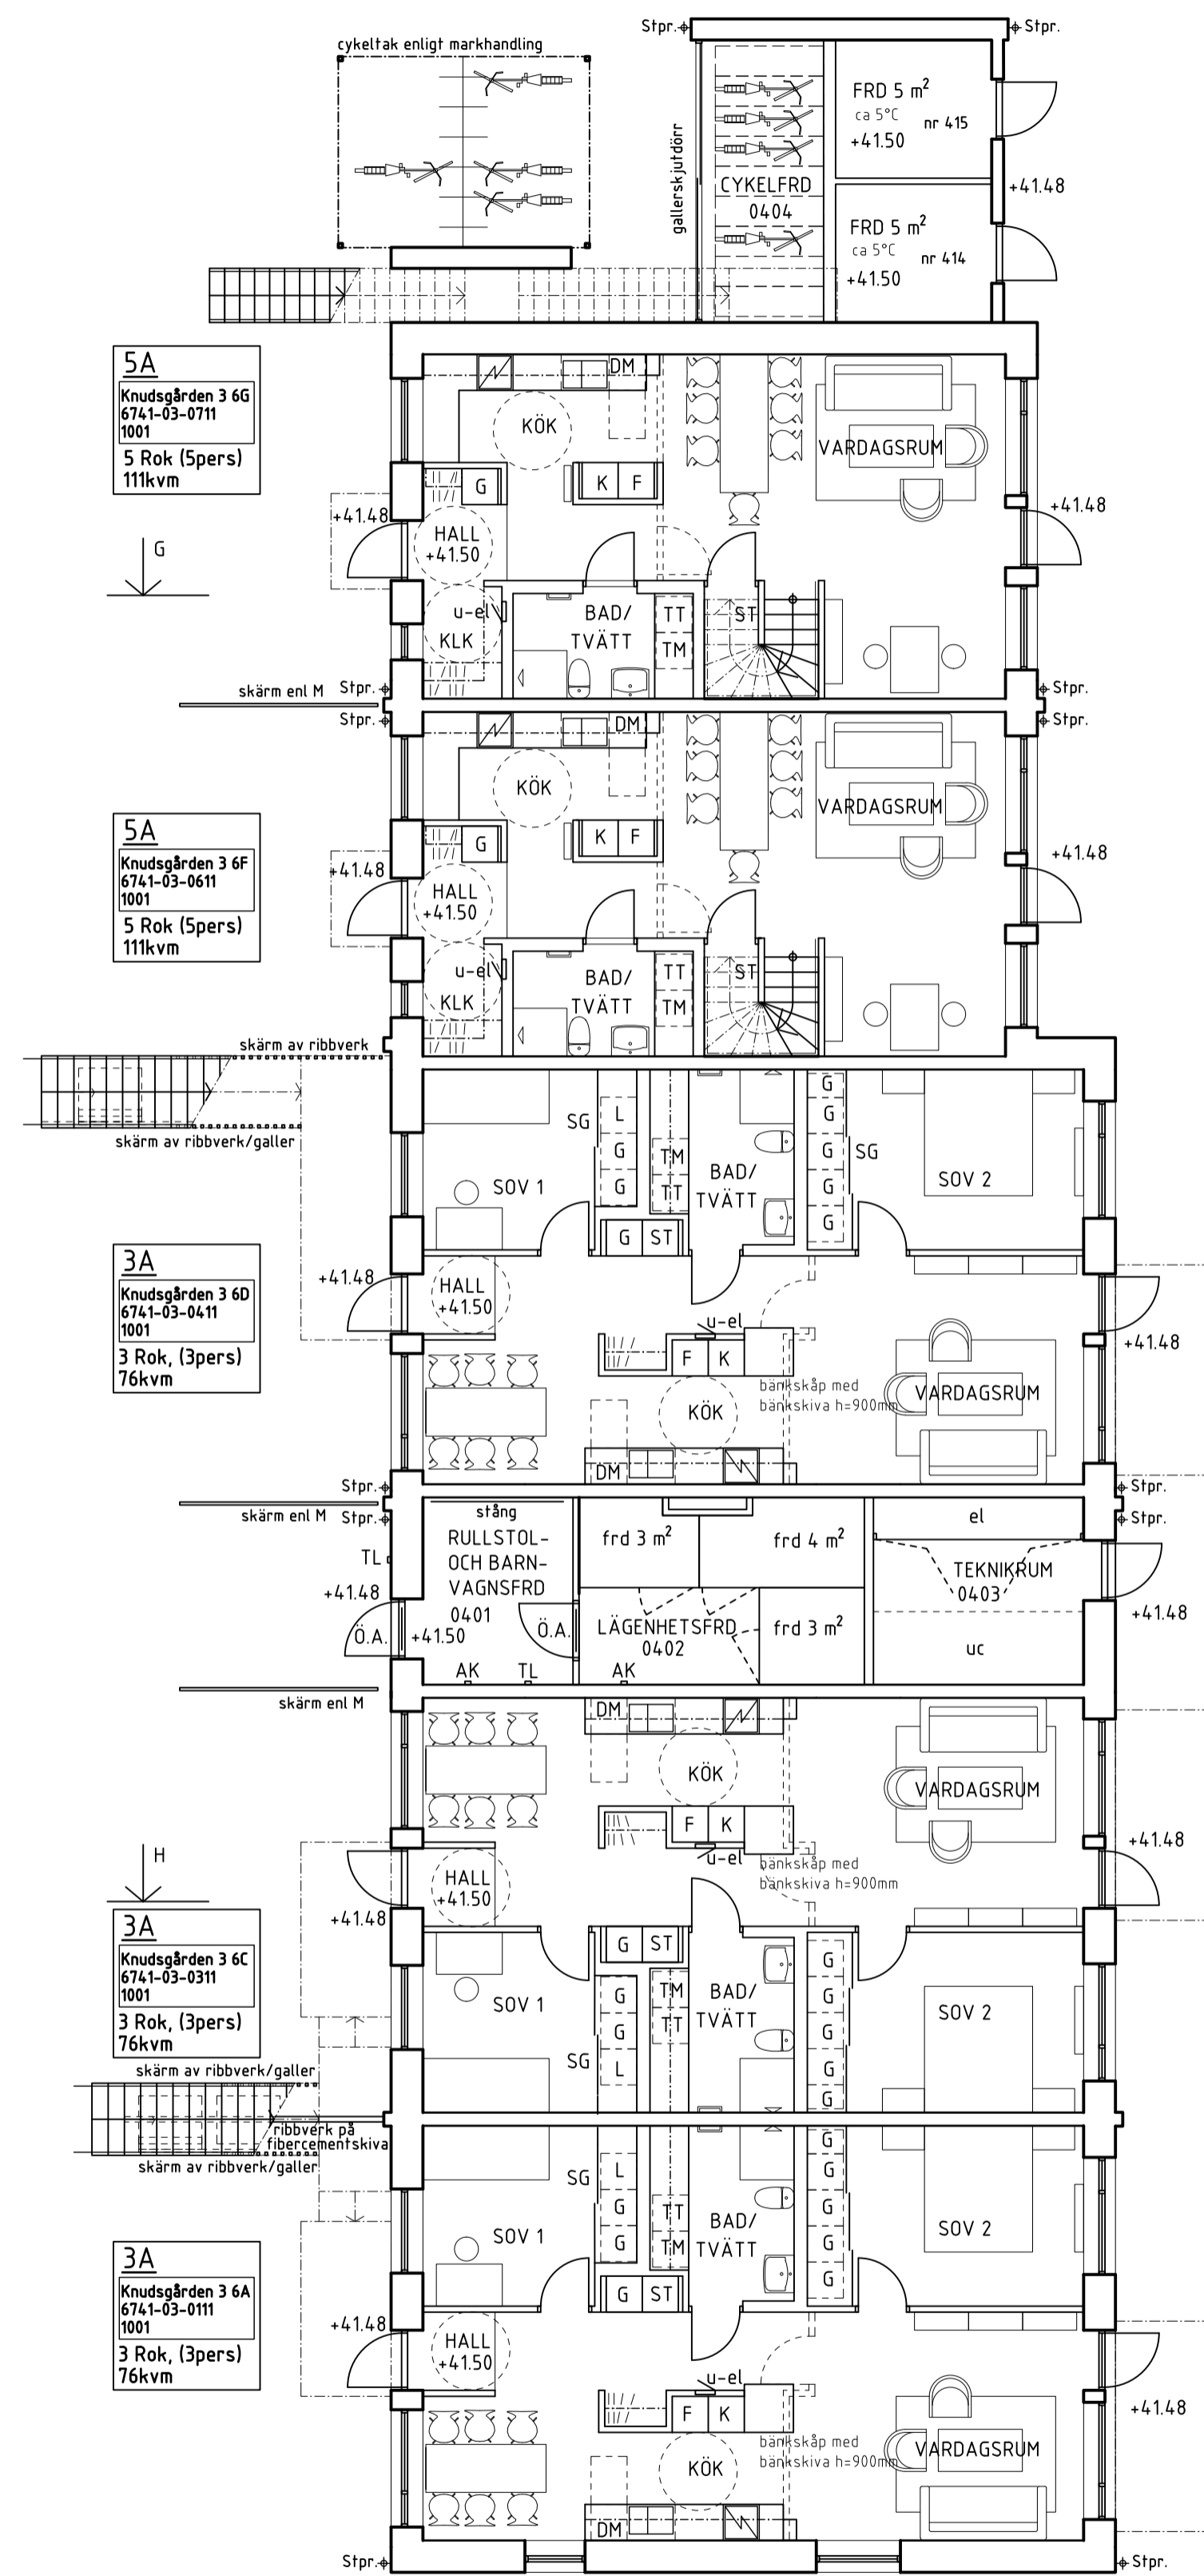 Stpr.
Stpr.
cykeltak enligt markhandling
FRD 5 m²
ca 5°C
nr 415
+41.50
gallerskjutdörr
CYKELFRD
0404
+41.48
FRD 5 m²
ca 5°C
nr 414
+41.50
5A
Knudsgården 3 6G
6741-03-0711
1001
5 Rok (5pers)
111kvm
DM
KÖK
VARDAGSRUM
G
K
F
+41.48
HALL
+41.50
+41.48
G
u-el
KLK
BAD/
TVÄTT
TT
TM
ST
skärm enl M
Stpr.
Stpr.
Stpr.
Stpr.
DM
KÖK
VARDAGSRUM
5A
Knudsgården 3 6F
6741-03-0611
1001
5 Rok (5pers)
111kvm
G
K
F
+41.48
HALL
+41.50
+41.48
u-el
KLK
BAD/
TVÄTT
TT
TM
ST
skärm av ribbverk
skärm av ribbverk/galler
SG
L
G
G
TM
TT
BAD/
TVÄTT
G
G
G
G
G
SG
SOV 1
SOV 2
G
ST
3A
Knudsgården 3 6D
6741-03-0411
1001
3 Rok, (3pers)
76kvm
+41.48
HALL
+41.50
u-el
F
K
+41.48
bänkskåp med
bänkskiva h=900mm
VARDAGSRUM
KÖK
DM
Stpr.
Stpr.
skärm enl M
Stpr.
Stpr.
stång
RULLSTOL-
OCH BARN-
VAGNSFRD
0401
frd 3 m²
frd 4 m²
el
TL
TEKNIKRUM
0403
+41.48
Ö.A.
+41.50
Ö.A.
LÄGENHETSFRD
0402
frd 3 m²
uc
+41.48
AK
TL
AK
skärm enl M
DM
KÖK
VARDAGSRUM
F
K
u-el
bänkskåp med
bänkskiva h=900mm
+41.48
H
HALL
+41.50
+41.48
3A
Knudsgården 3 6C
6741-03-0311
1001
3 Rok, (3pers)
76kvm
G
ST
SOV 1
G
G
L
SG
TM
TT
BAD/
TVÄTT
G
G
G
G
G
SOV 2
skärm av ribbverk/galler
ribbverk på
fibercementskiva
skärm av ribbverk/galler
SG
L
G
G
TT
TM
BAD/
TVÄTT
G
G
G
G
G
SOV 1
SOV 2
G
ST
3A
Knudsgården 3 6A
6741-03-0111
1001
3 Rok, (3pers)
76kvm
+41.48
HALL
+41.50
u-el
F
K
+41.48
bänkskåp med
bänkskiva h=900mm
VARDAGSRUM
KÖK
DM
Stpr.
Stpr.